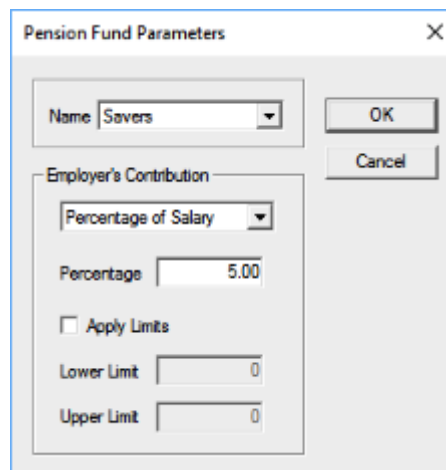 Pension Fund Parameters
Name Savers
OK
Cancel
Employer's Contribution
Percentage of Salary
Percentage 5.00
Apply Limits
Lower Limit 0
Upper Limit 0